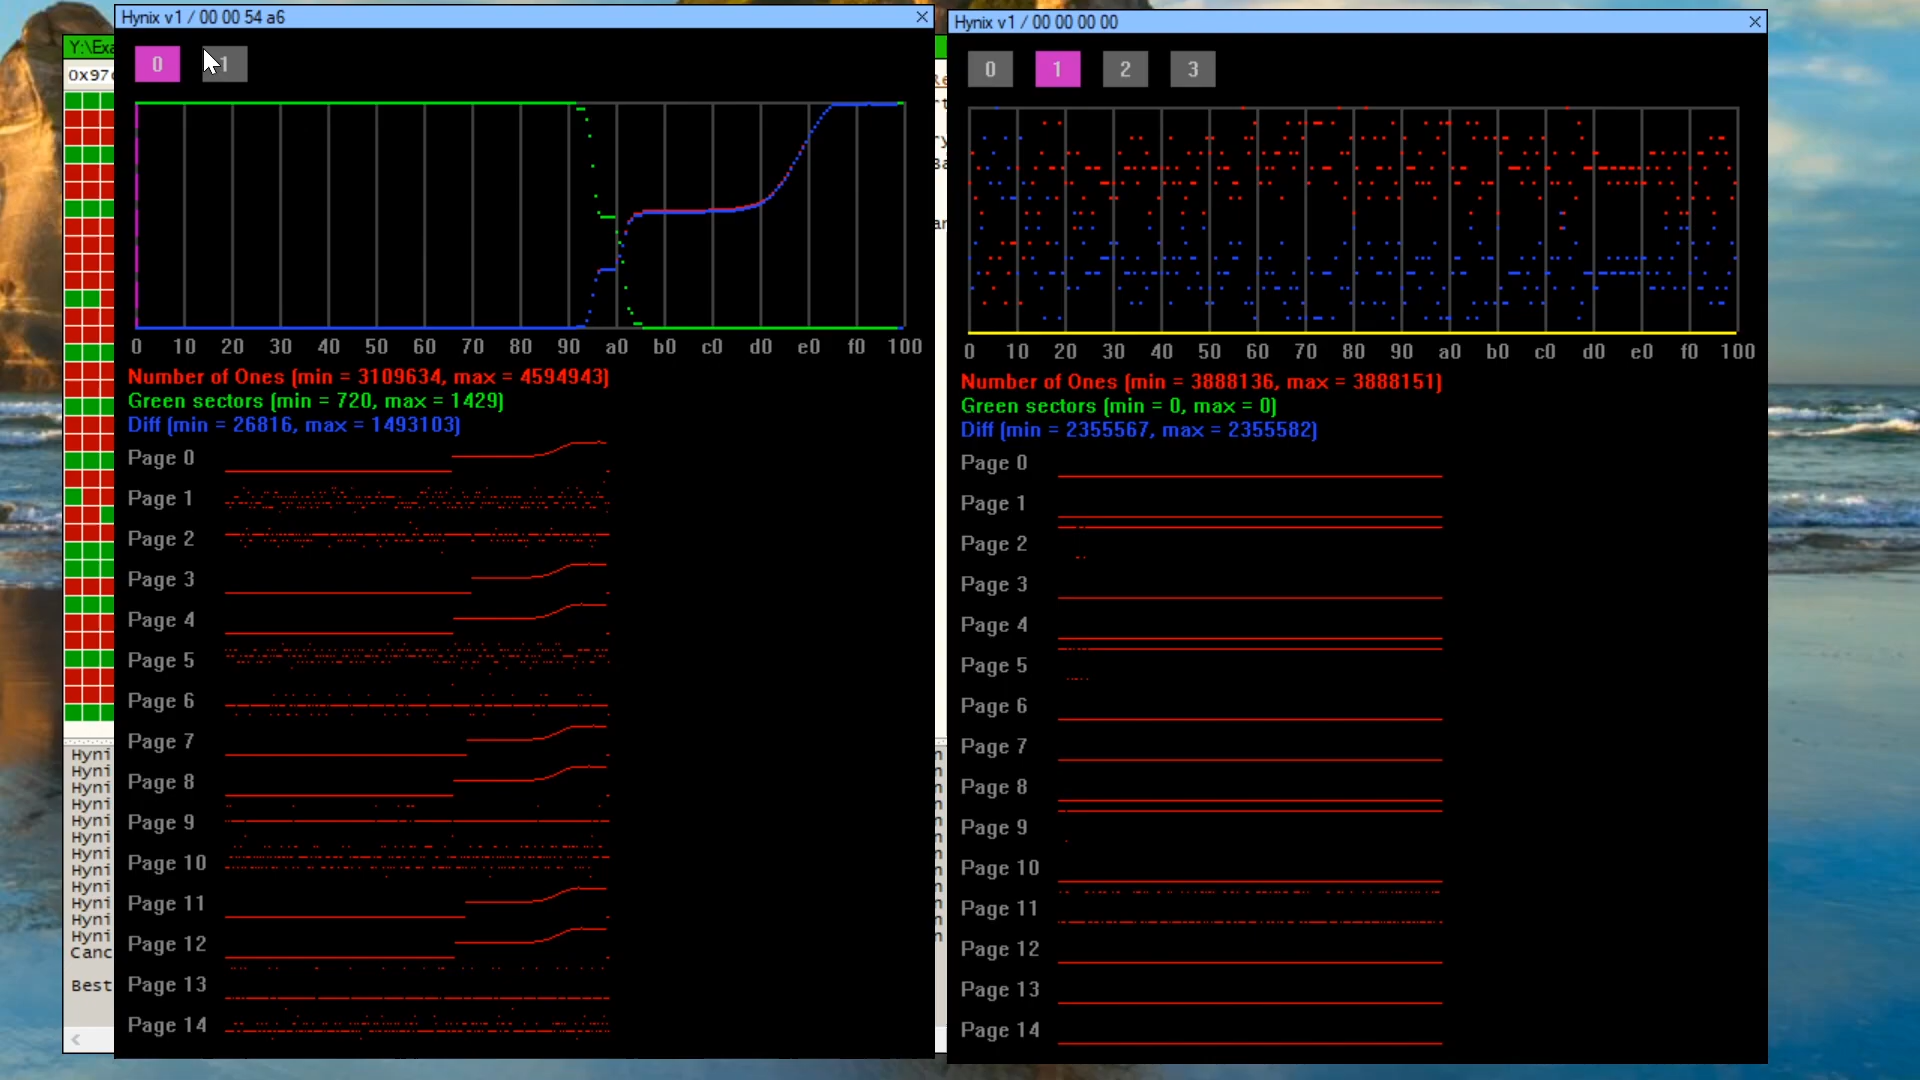 Hynix v1 / 00 00 54 a6
0 1
0 10 20 30 40 50 60 70 80 90 a0 b0 c0 d0 e0 f0 100
Number of Ones (min = 3109634, max = 4594943)
Green sectors (min = 720, max = 1429)
Diff (min = 26816, max = 1493103)
Page 0
Page 1
Page 2
Page 3
Page 4
Page 5
Page 6
Page 7
Page 8
Page 9
Page 10
Page 11
Page 12
Page 13
Page 14
Hynix v1 / 00 00 00 00
0 1 2 3
0 10 20 30 40 50 60 70 80 90 a0 b0 c0 d0 e0 f0 100
Number of Ones (min = 3888136, max = 3888151)
Green sectors (min = 0, max = 0)
Diff (min = 2355567, max = 2355582)
Page 0
Page 1
Page 2
Page 3
Page 4
Page 5
Page 6
Page 7
Page 8
Page 9
Page 10
Page 11
Page 12
Page 13
Page 14
Y:\Exa
0x97
Hyni
Hyni
Hyni
Hyni
Hyni
Hyni
Hyni
Hyni
Hyni
Hyni
Hyni
Hyni
Canc
Best